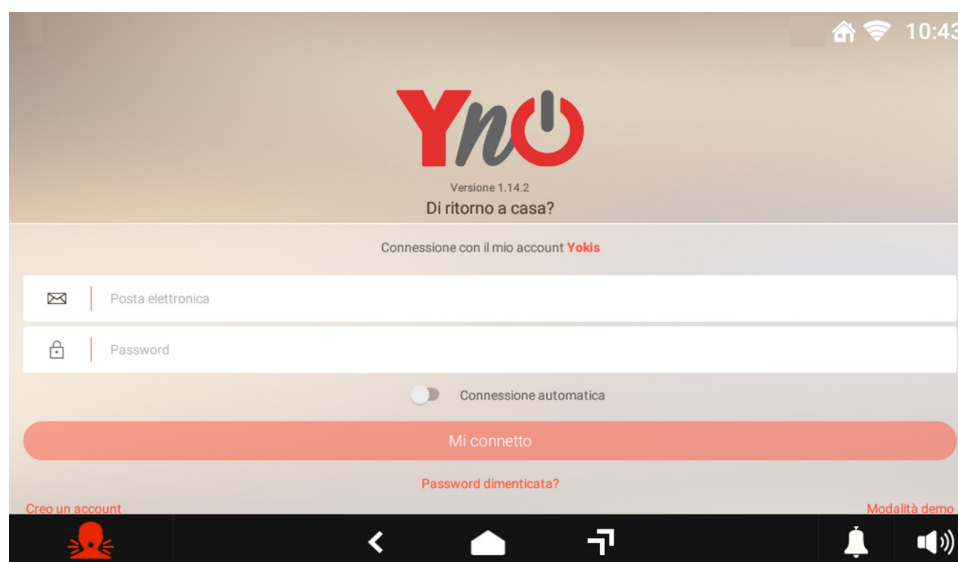 10:43
YnO
Versione 1.14.2
Di ritorno a casa?
Connessione con il mio account Yokis
Posta elettronica
Password
Connessione automatica
Mi connetto
Password dimenticata?
Creo un account
Modalità demo